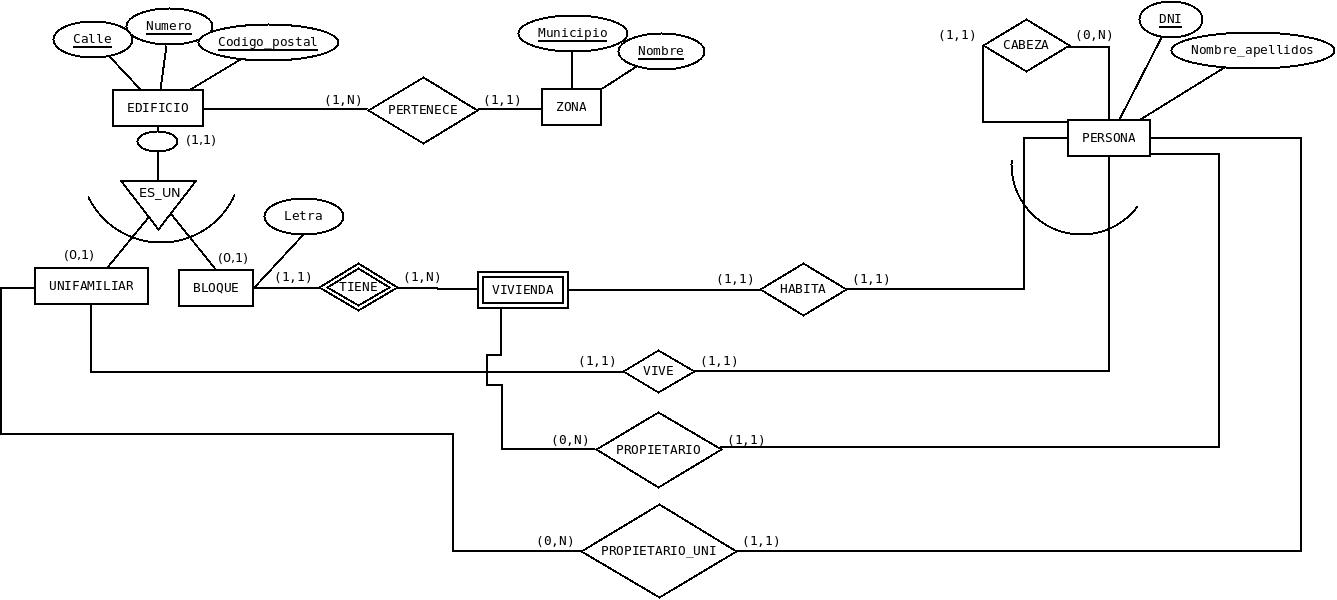 Calle
Numero
Codigo_postal
Municipio
Nombre
DNI
Nombre_apellidos
(1,1)
CABEZA
(0,N)
EDIFICIO
(1,N)
PERTENECE
(1,1)
ZONA
PERSONA
(1,1)
ES_UN
Letra
(0,1)
(0,1)
UNIFAMILIAR
BLOQUE
(1,1)
TIENE
(1,N)
VIVIENDA
(1,1)
HABITA
(1,1)
(1,1)
VIVE
(1,1)
(0,N)
PROPIETARIO
(1,1)
(0,N)
PROPIETARIO_UNI
(1,1)